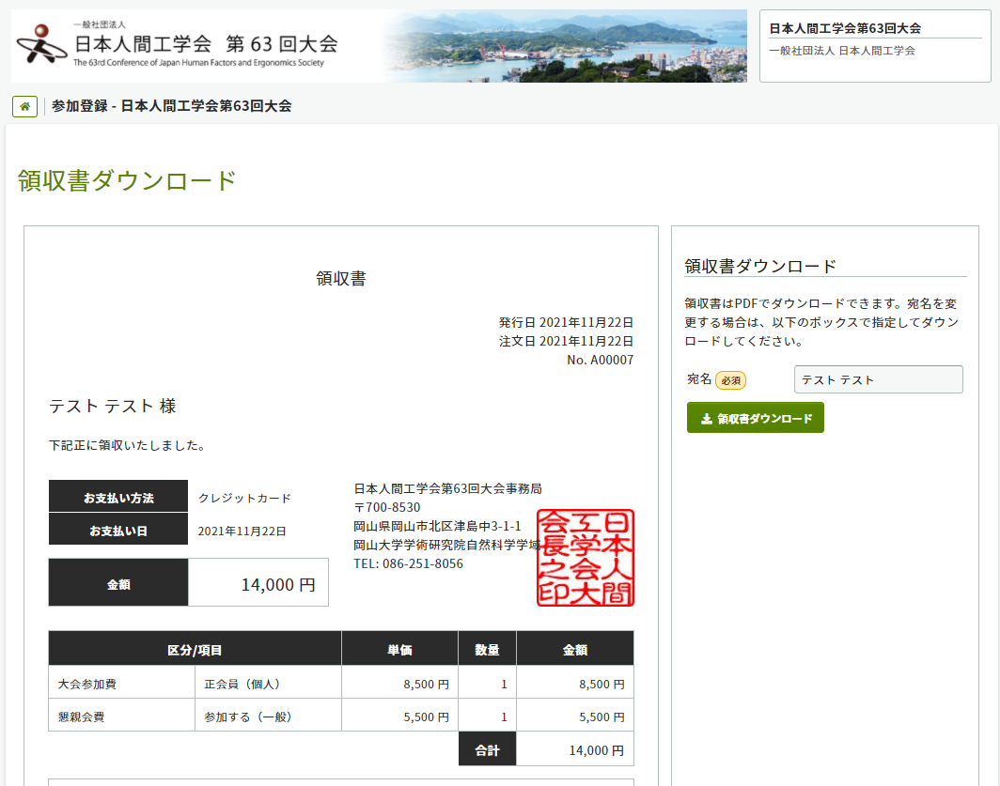 一般社団法人
日本人間工学会 第 63 回大会
The 63rd Conference of Japan Human Factors and Ergonomics Society
日本人間工学会第63回大会
一般社団法人 日本人間工学会
参加登録 - 日本人間工学会第63回大会
領収書ダウンロード
領収書
発行日 2021年11月22日
注文日 2021年11月22日
No. A00007
テスト テスト 様
下記正に領収いたしました。
お支払い方法 クレジットカード
お支払い日 2021年11月22日
金額 14,000 円
日本人間工学会第63回大会事務局
〒700-8530
岡山県岡山市北区津島中3-1-1
岡山大学学術研究院自然科学学域
TEL: 086-251-8056
日本人間
工学会大
会長之印
区分/項目 単価 数量 金額
大会参加費 正会員（個人） 8,500 円 1 8,500 円
懇親会費 参加する（一般） 5,500 円 1 5,500 円
合計 14,000 円
領収書ダウンロード
領収書はPDFでダウンロードできます。宛名を変
更する場合は、以下のボックスで指定してダウン
ロードしてください。
宛名 必須 テスト テスト
領収書ダウンロード